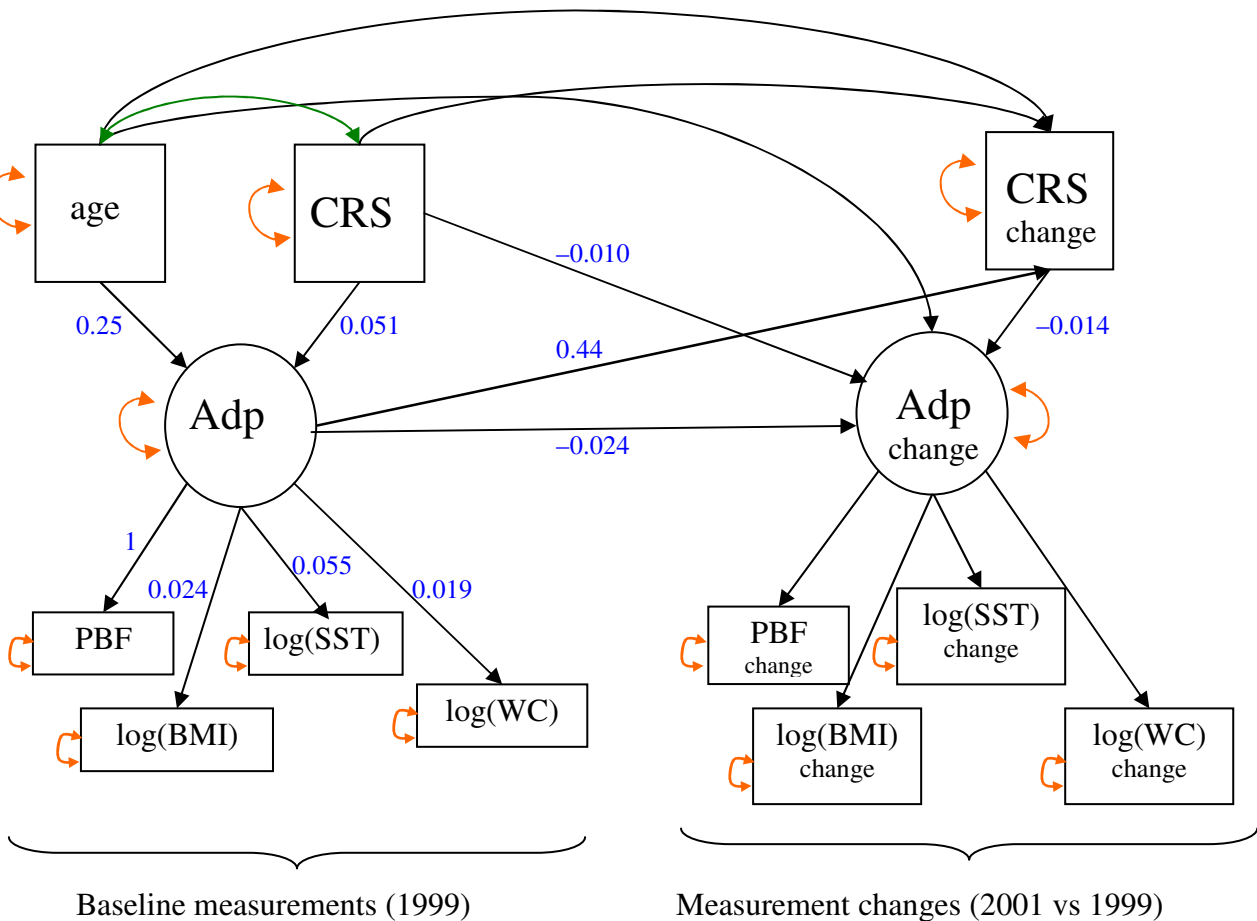 age
CRS
CRS
change
–0.010
0.25
0.051
0.44
–0.014
Adp
Adp
change
–0.024
1
0.024
0.055
0.019
PBF
log(SST)
log(BMI)
log(WC)
PBF
change
log(SST)
change
log(BMI)
change
log(WC)
change
Baseline measurements (1999)
Measurement changes (2001 vs 1999)